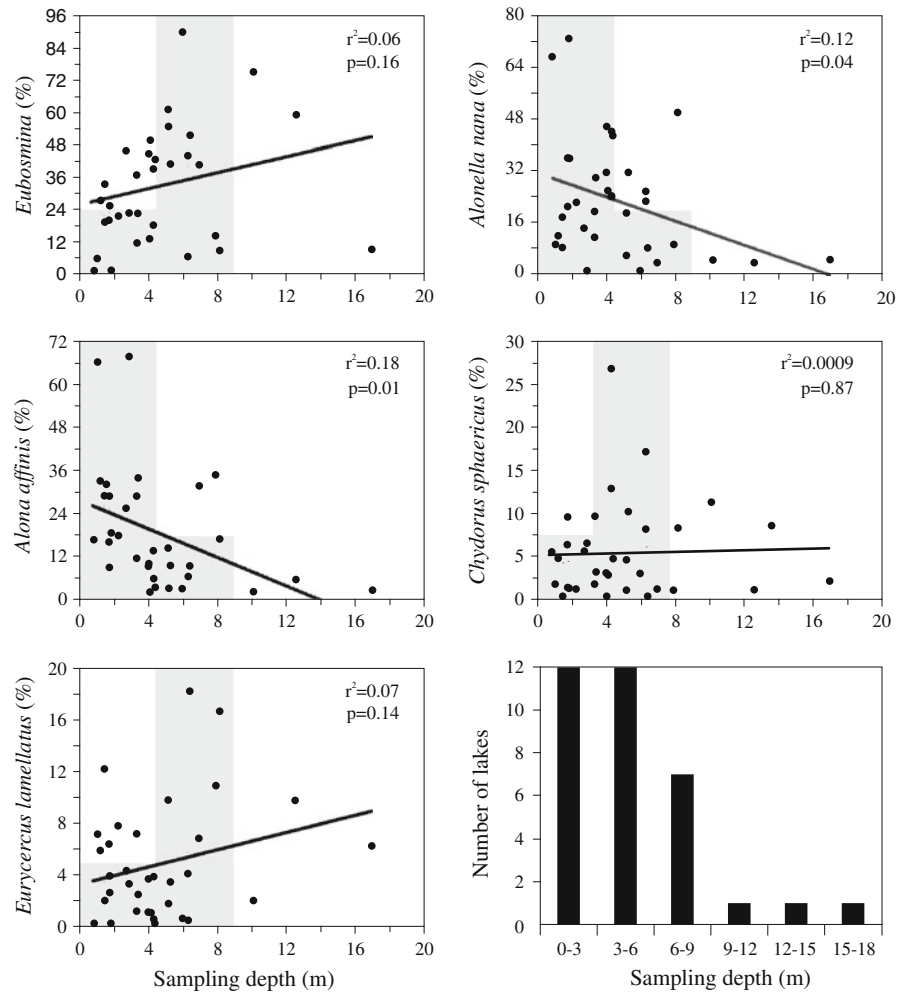 96
84
72
60
48
36
24
12
0
Eubosmina (%)
r²=0.06
p=0.16
0 4 8 12 16 20
80
64
48
32
16
0
Alonella nana (%)
r²=0.12
p=0.04
0 4 8 12 16 20
72
60
48
36
24
12
0
Alona affinis (%)
r²=0.18
p=0.01
0 4 8 12 16 20
30
25
20
15
10
5
0
Chydorus sphaericus (%)
r²=0.0009
p=0.87
0 4 8 12 16 20
20
16
12
8
4
0
Eurycercus lamellatus (%)
r²=0.07
p=0.14
0 4 8 12 16 20
Sampling depth (m)
12
10
8
6
4
2
0
Number of lakes
0-3 3-6 6-9 9-12 12-15 15-18
Sampling depth (m)